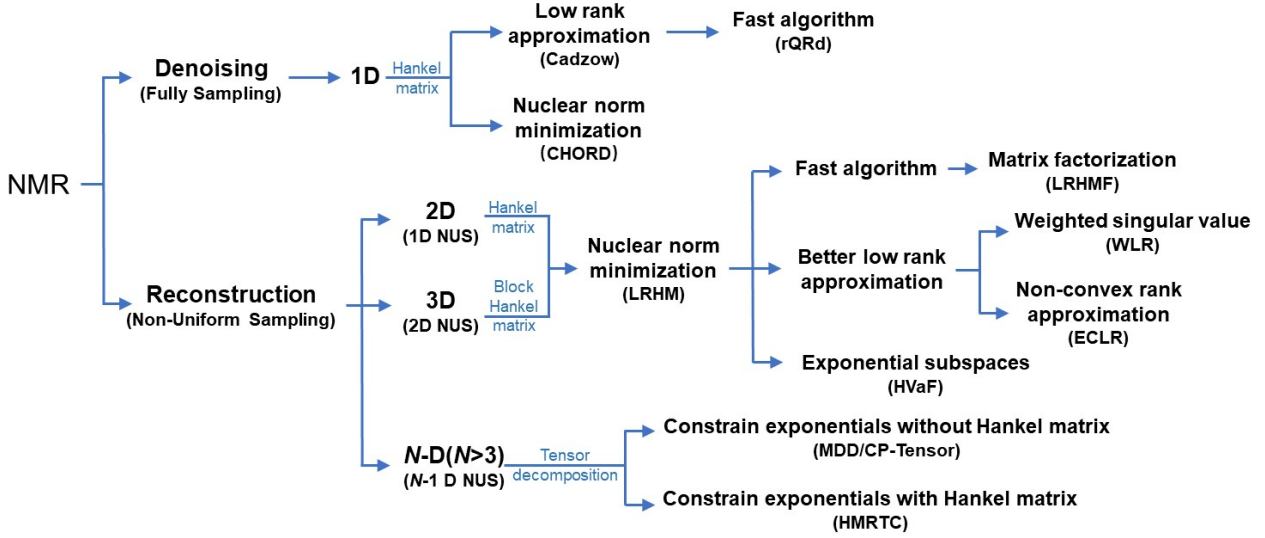 NMR
Denoising
(Fully Sampling)
1D
Hankel
matrix
Low rank
approximation
(Cadzow)
Fast algorithm
(rQRd)
Nuclear norm
minimization
(CHORD)
Reconstruction
(Non-Uniform Sampling)
2D
(1D NUS)
Hankel
matrix
3D
(2D NUS)
Block
Hankel
matrix
Nuclear norm
minimization
(LRHM)
Fast algorithm
Matrix factorization
(LRHMF)
Better low rank
approximation
Weighted singular value
(WLR)
Non-convex rank
approximation
(ECLR)
Exponential subspaces
(HVaF)
N-D(N>3)
(N-1 D NUS)
Tensor
decomposition
Constrain exponentials without Hankel matrix
(MDD/CP-Tensor)
Constrain exponentials with Hankel matrix
(HMRTC)